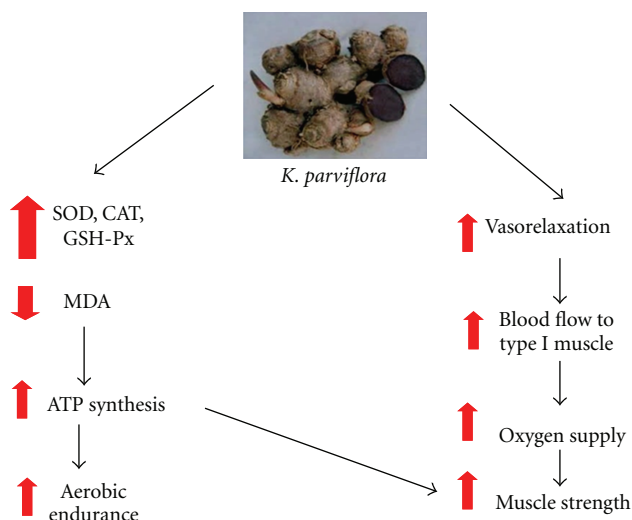 K. parviflora
SOD, CAT,
GSH-Px
MDA
ATP synthesis
Aerobic
endurance
Vasorelaxation
Blood flow to
type I muscle
Oxygen supply
Muscle strength